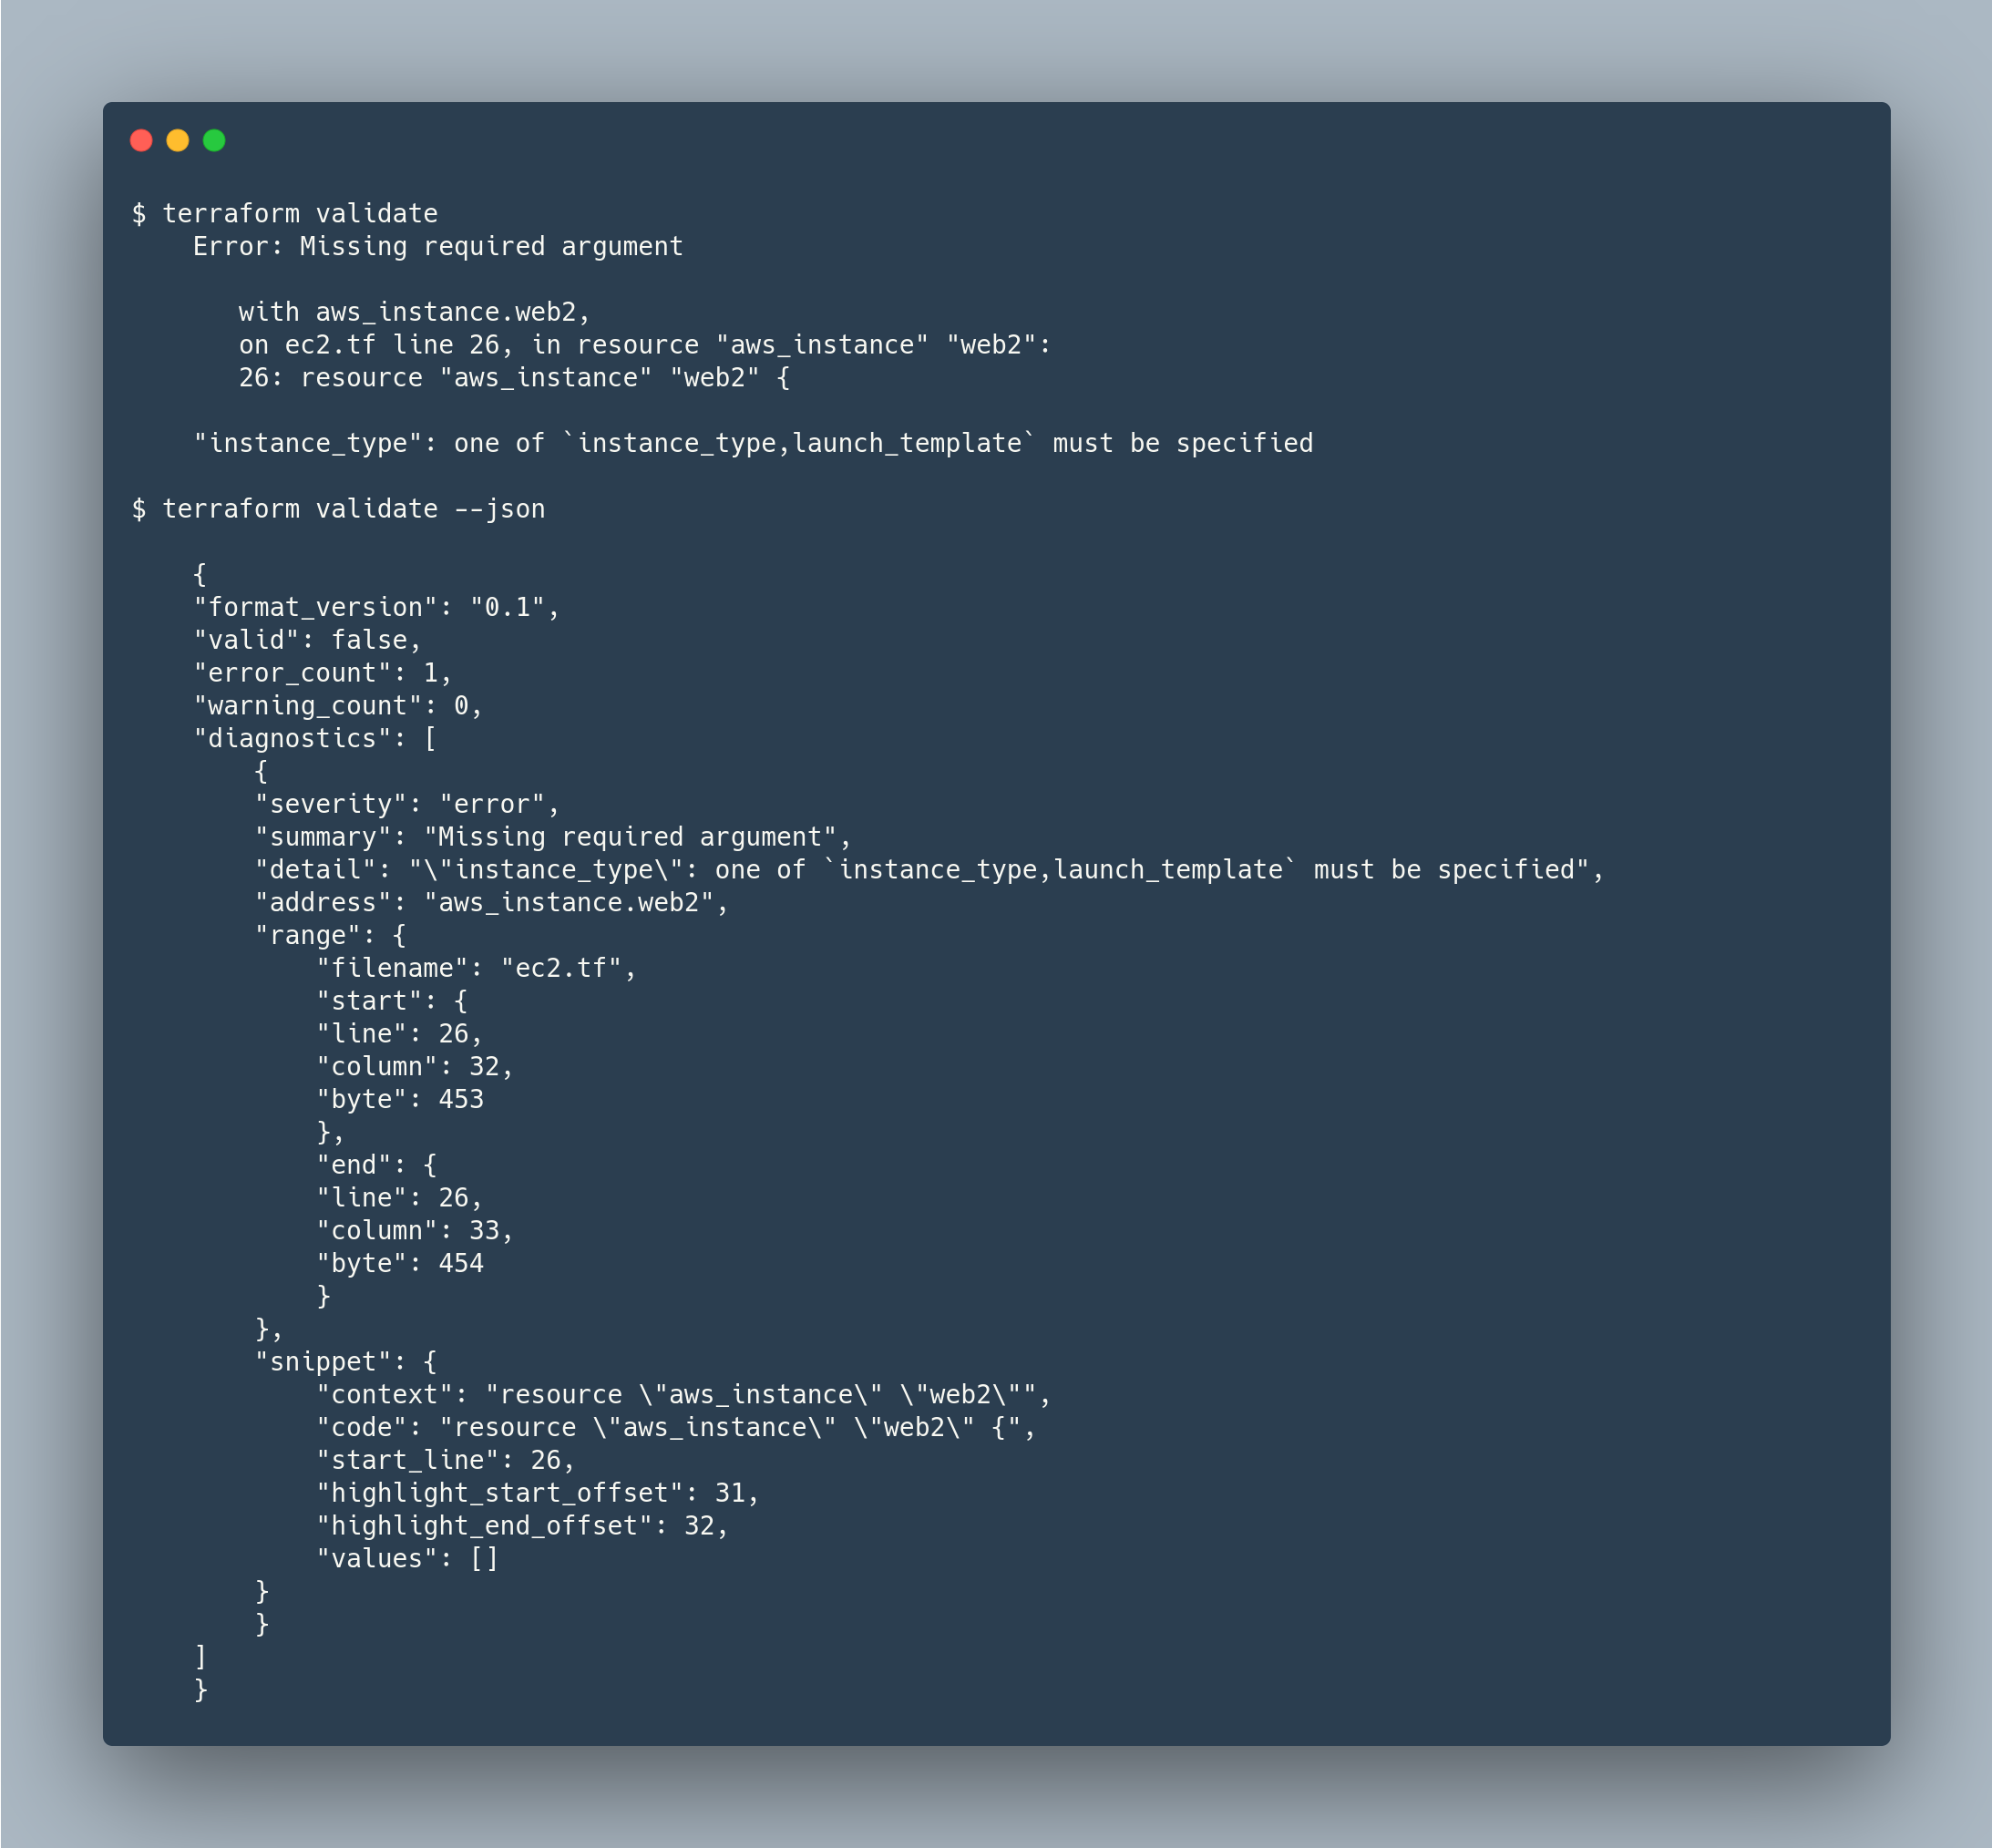 $ terraform validate
    Error: Missing required argument

       with aws_instance.web2,
       on ec2.tf line 26, in resource "aws_instance" "web2":
       26: resource "aws_instance" "web2" {

    "instance_type": one of `instance_type,launch_template` must be specified

$ terraform validate --json

    {
    "format_version": "0.1",
    "valid": false,
    "error_count": 1,
    "warning_count": 0,
    "diagnostics": [
        {
        "severity": "error",
        "summary": "Missing required argument",
        "detail": "\"instance_type\": one of `instance_type,launch_template` must be specified",
        "address": "aws_instance.web2",
        "range": {
            "filename": "ec2.tf",
            "start": {
            "line": 26,
            "column": 32,
            "byte": 453
            },
            "end": {
            "line": 26,
            "column": 33,
            "byte": 454
            }
        },
        "snippet": {
            "context": "resource \"aws_instance\" \"web2\"",
            "code": "resource \"aws_instance\" \"web2\" {",
            "start_line": 26,
            "highlight_start_offset": 31,
            "highlight_end_offset": 32,
            "values": []
        }
        }
    ]
    }